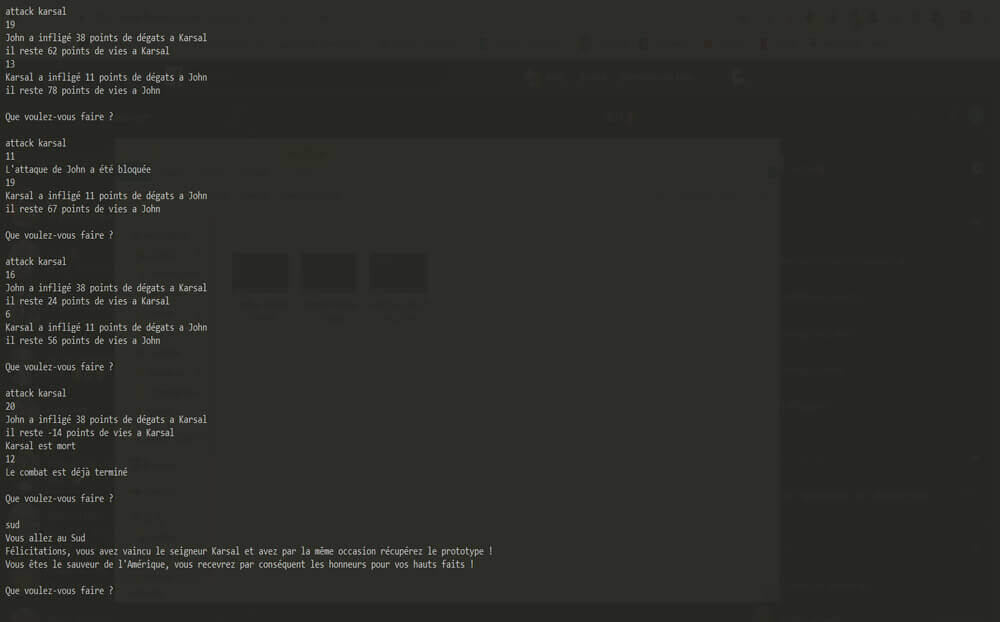 attack karsal
19
John a infligé 38 points de dégats a Karsal
il reste 62 points de vies a Karsal
13
Karsal a infligé 11 points de dégats a John
il reste 78 points de vies a John
Que voulez-vous faire ?
attack karsal
11
L'attaque de John a été bloquée
19
Karsal a infligé 11 points de dégats a John
il reste 67 points de vies a John
Que voulez-vous faire ?
attack karsal
16
John a infligé 38 points de dégats a Karsal
il reste 24 points de vies a Karsal
6
Karsal a infligé 11 points de dégats a John
il reste 56 points de vies a John
Que voulez-vous faire ?
attack karsal
20
John a infligé 38 points de dégats a Karsal
il reste -14 points de vies a Karsal
Karsal est mort
12
Le combat est déjà terminé
Que voulez-vous faire ?
sud
Vous allez au Sud
Félicitations, vous avez vaincu le seigneur Karsal et avez par la même occasion récupérez le prototype !
Vous êtes le sauveur de l'Amérique, vous recevrez par conséquent les honneurs pour vos hauts faits !
Que voulez-vous faire ?